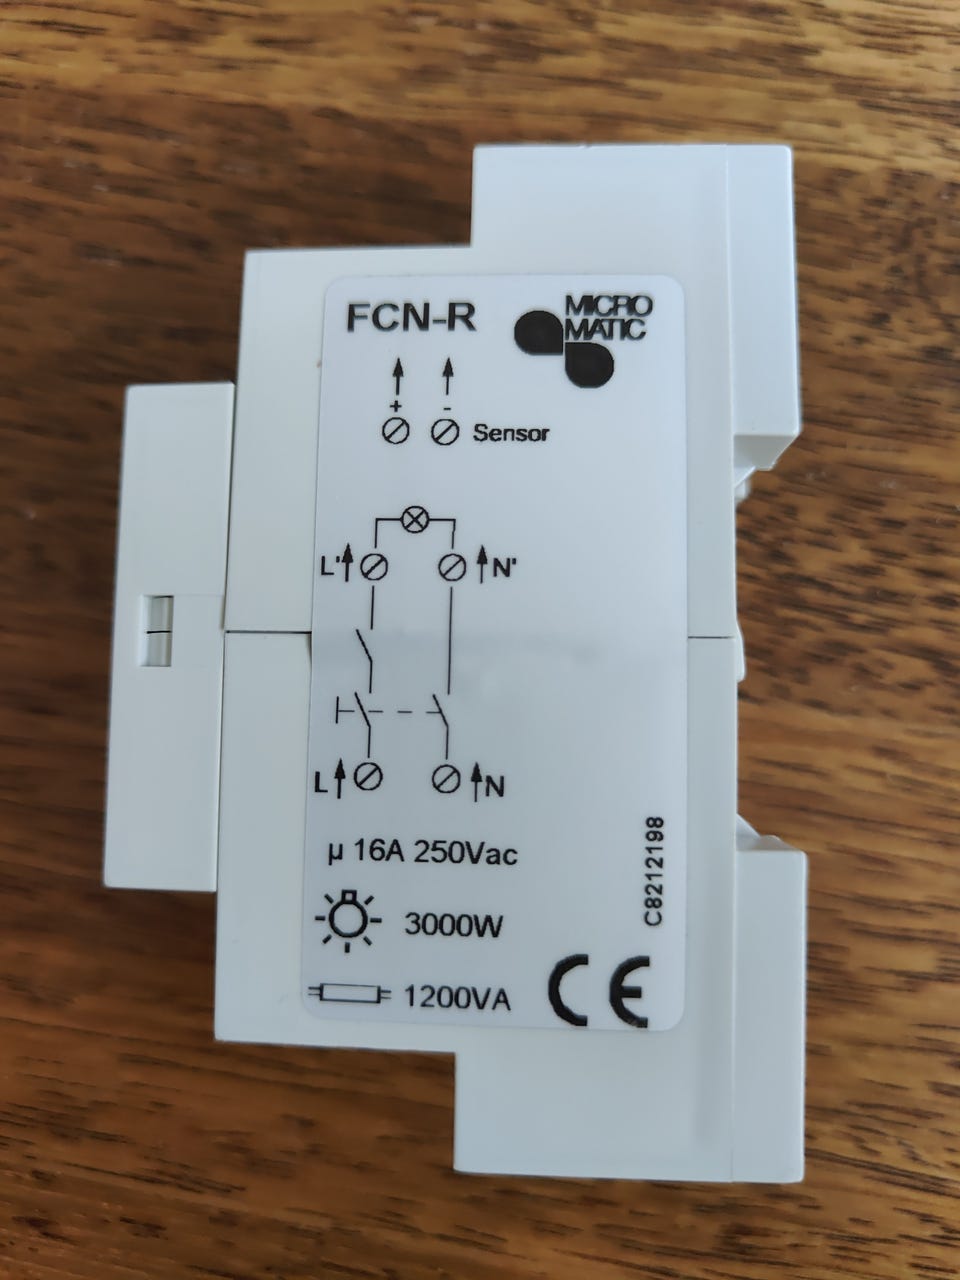 FCN-R
MICRO
MATIC
+ -
Sensor
L' N'
L N
µ 16A 250Vac
3000W
1200VA
CE
C8212198